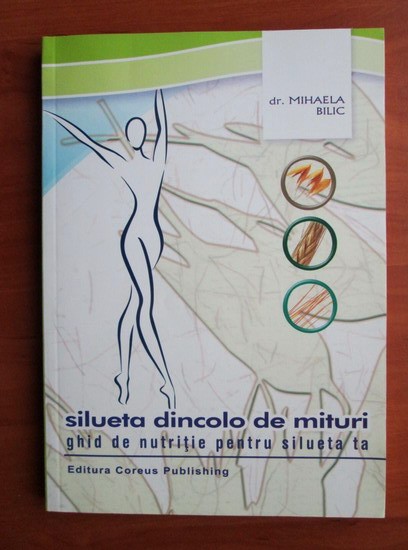 dr. MIHAELA
BILIC
silueta dincolo de mituri
ghid de nutriţie pentru silueta ta
Editura Coreus Publishing